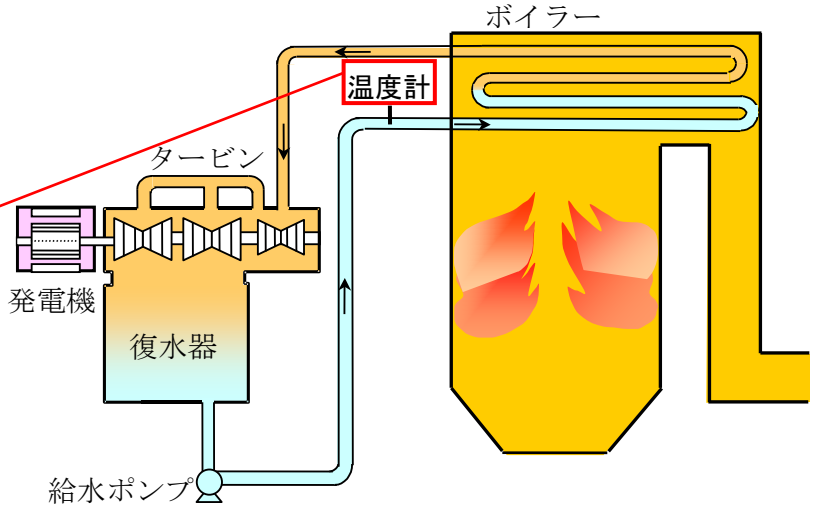 ボイラー
温度計
タービン
発電機
復水器
給水ポンプ